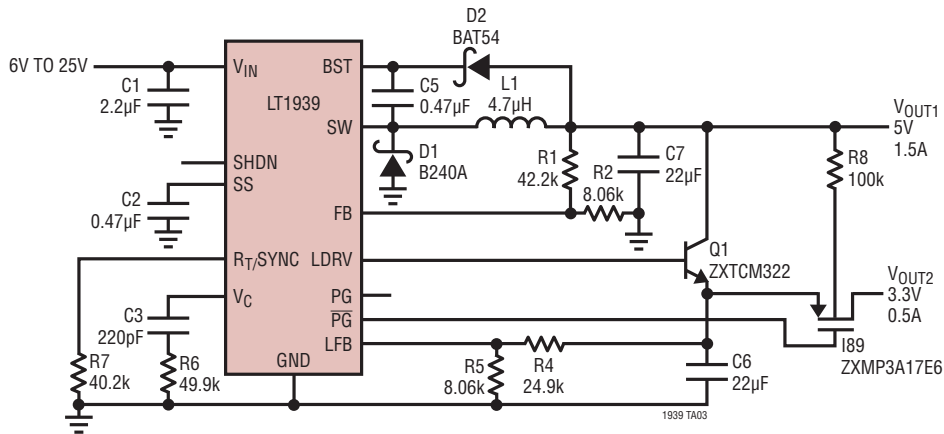 D2
BAT54
6V TO 25V
V_IN
BST
C1
2.2µF
LT1939
C5
0.47µF
L1
4.7µH
V_OUT1
5V
1.5A
SW
D1
B240A
SHDN
SS
R1
42.2k
R2
8.06k
C7
22µF
R8
100k
C2
0.47µF
FB
Q1
ZXTCM322
R_T/SYNC
LDRV
V_OUT2
3.3V
0.5A
V_C
PG
PG
C3
220pF
LFB
I89
ZXMP3A17E6
GND
R7
40.2k
R6
49.9k
R5
8.06k
R4
24.9k
C6
22µF
1939 TA03